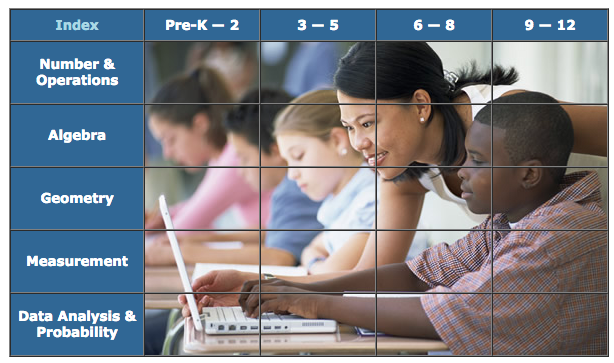 Index
Pre-K — 2
3 — 5
6 — 8
9 — 12
Number &
Operations
Algebra
Geometry
Measurement
Data Analysis &
Probability